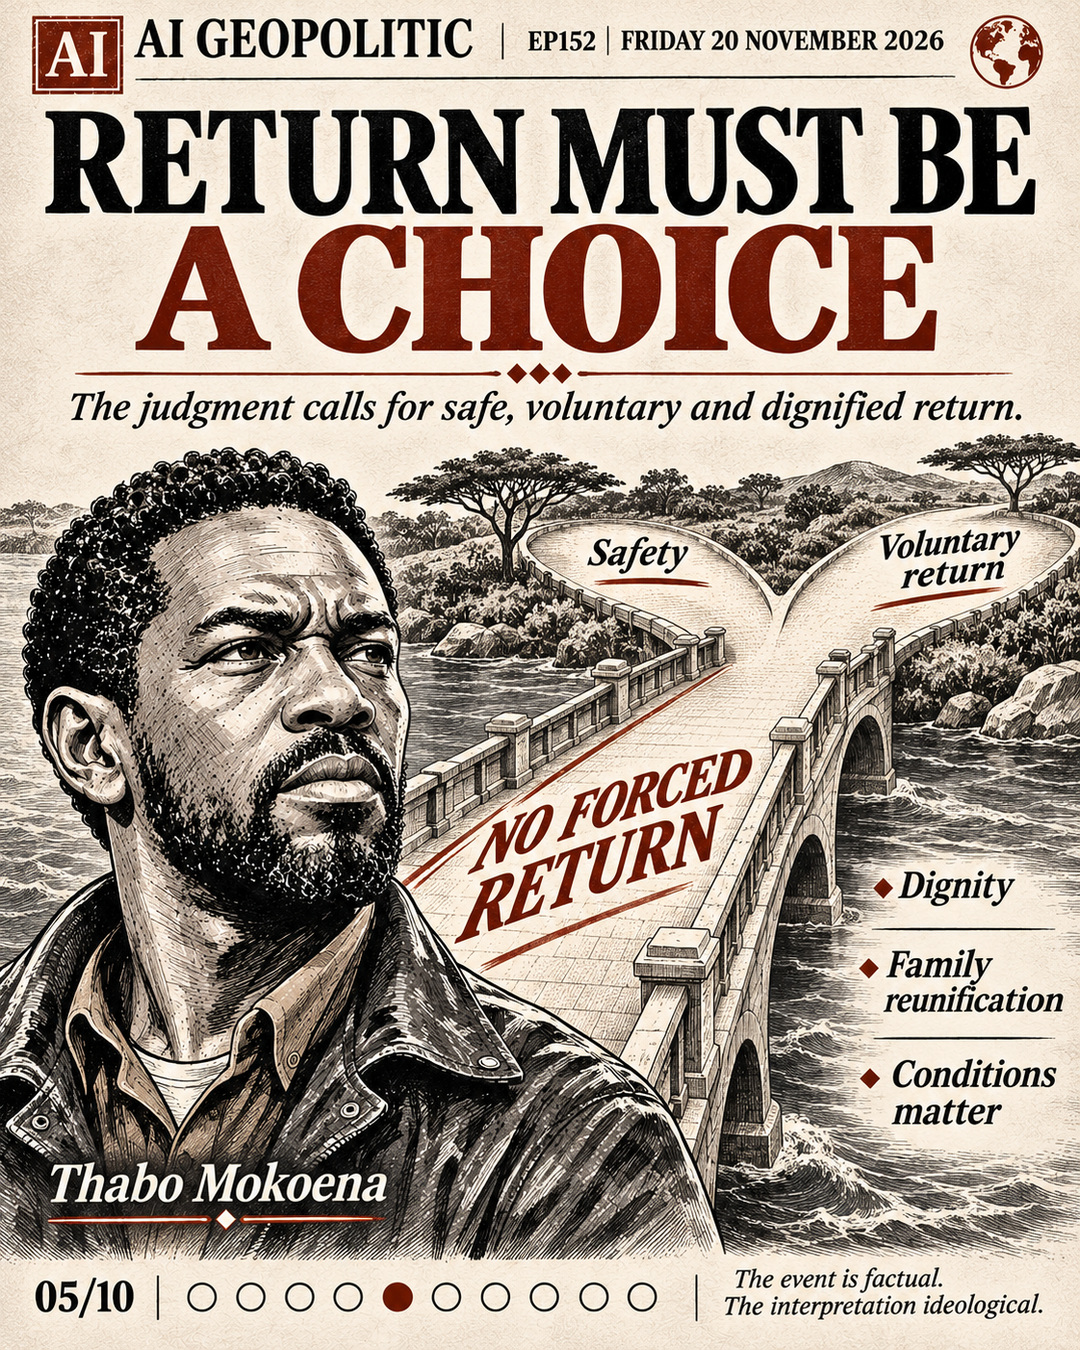 AI
AI GEOPOLITIC
EP152
FRIDAY 20 NOVEMBER 2026
RETURN MUST BE
A CHOICE
The judgment calls for safe, voluntary and dignified return.
Safety
Voluntary
return
NO FORCED
RETURN
Dignity
Family
reunification
Conditions
matter
Thabo Mokoena
05/10
The event is factual.
The interpretation ideological.